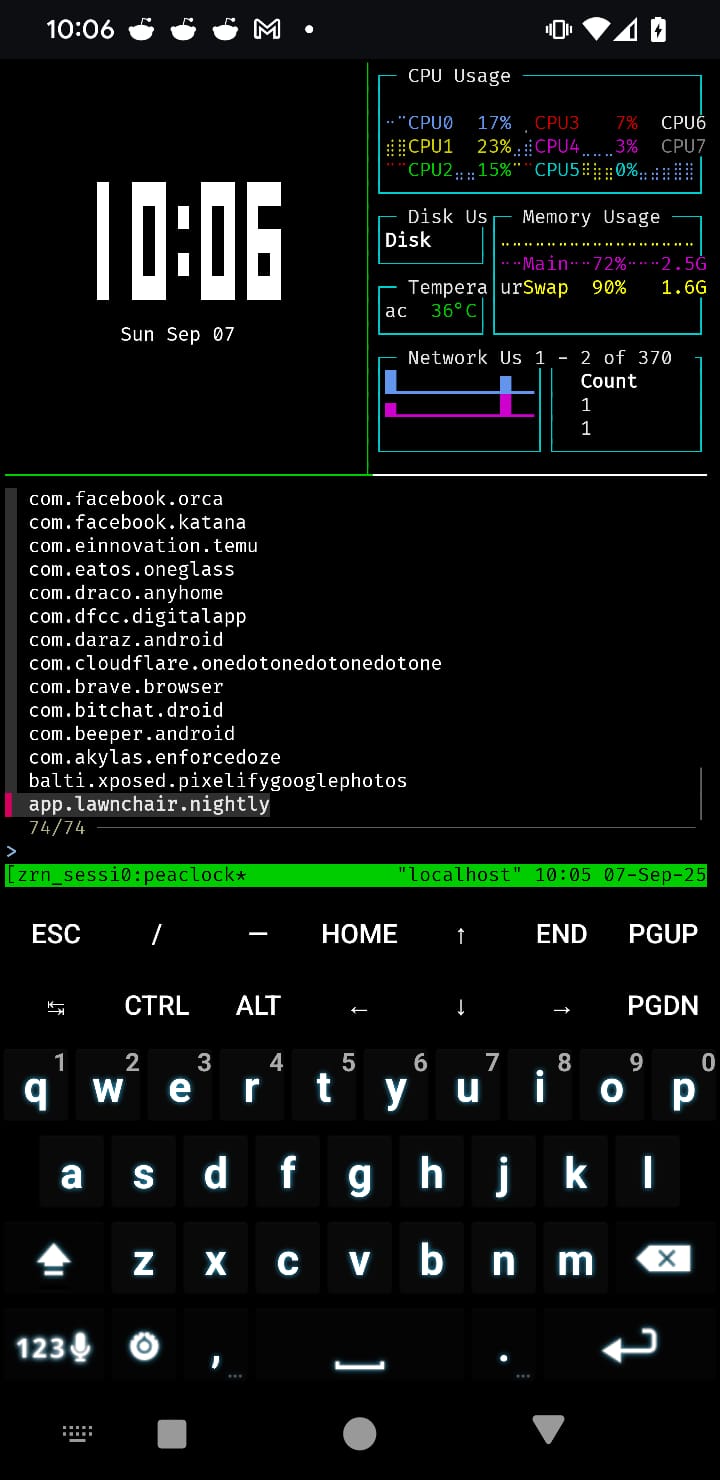 10:06
10:06
Sun Sep 07
CPU Usage
CPU0 17% CPU3 7% CPU6
CPU1 23% CPU4 3% CPU7
CPU2 15% CPU5 0%
Disk Us
Disk
Memory Usage
Main 72% 2.5G
urSwap 90% 1.6G
Tempera
ac 36°C
Network Us 1 - 2 of 370
Count
1
1
com.facebook.orca
com.facebook.katana
com.einnovation.temu
com.eatos.oneglass
com.draco.anyhome
com.dfcc.digitalapp
com.daraz.android
com.cloudflare.onedotonedotonedotone
com.brave.browser
com.bitchat.droid
com.beeper.android
com.akylas.enforcedoze
balti.xposed.pixelifygooglephotos
app.lawnchair.nightly
74/74
>
[zrn_sessi0:peaclock* "localhost" 10:05 07-Sep-25
ESC / — HOME ↑ END PGUP
↹ CTRL ALT ← ↓ → PGDN
1 2 3 4 5 6 7 8 9 0
q w e r t y u i o p
a s d f g h j k l
z x c v b n m
123 , ... . ...